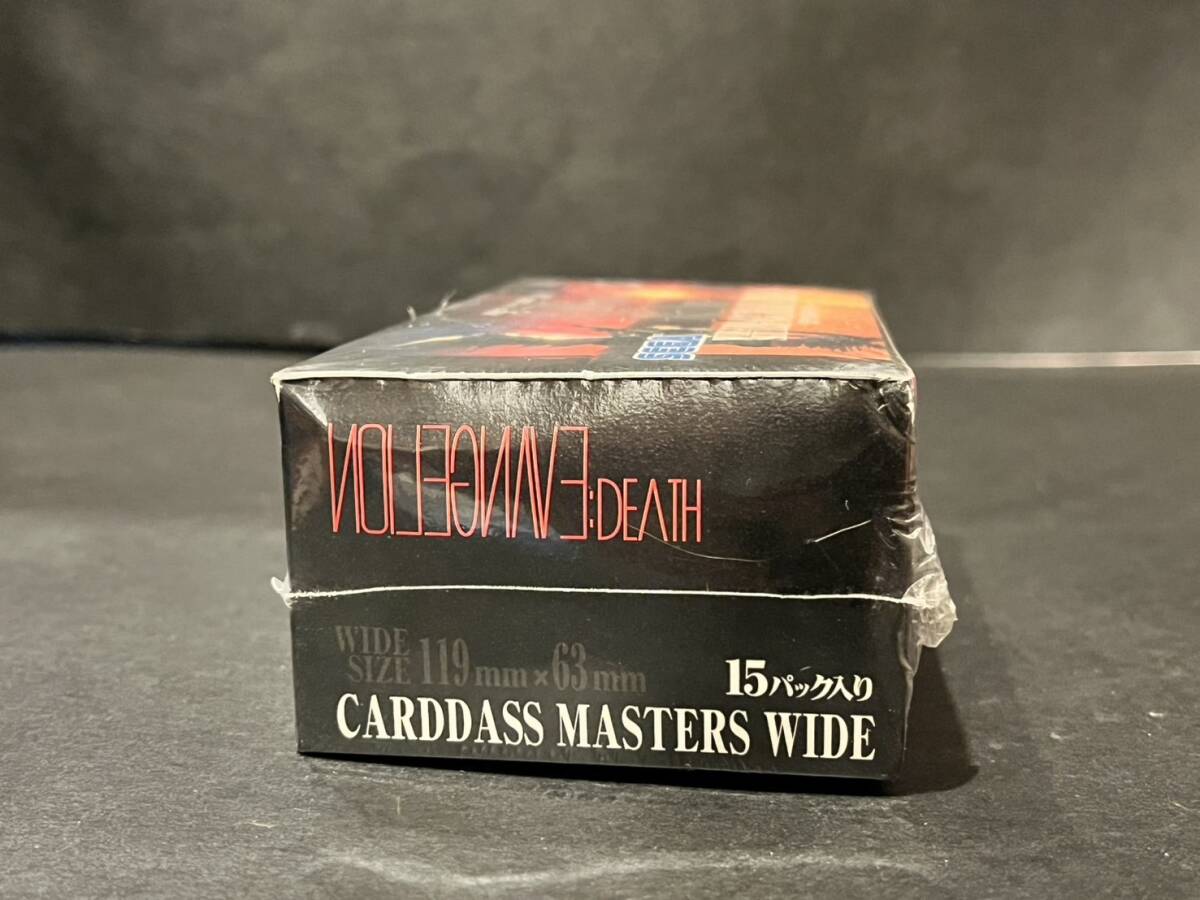 EVANGELION:DEATH
WIDE
SIZE 119mm×63mm
15パック入り
CARDDASS MASTERS WIDE